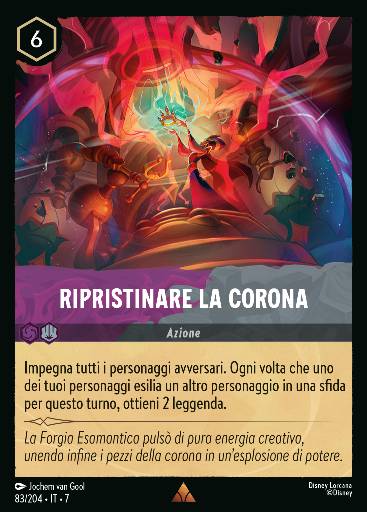 6
RIPRISTINARE LA CORONA
Azione
Impegna tutti i personaggi avversari. Ogni volta che uno
dei tuoi personaggi esilia un altro personaggio in una sfida
per questo turno, ottieni 2 leggenda.
La Forgia Esomontica pulsò di puro energia creativo,
unendo infine i pezzi della corona in un'esplosione di potere.
Jochem van Gool
Disney Lorcana
83/204 • IT • 7
©Disney